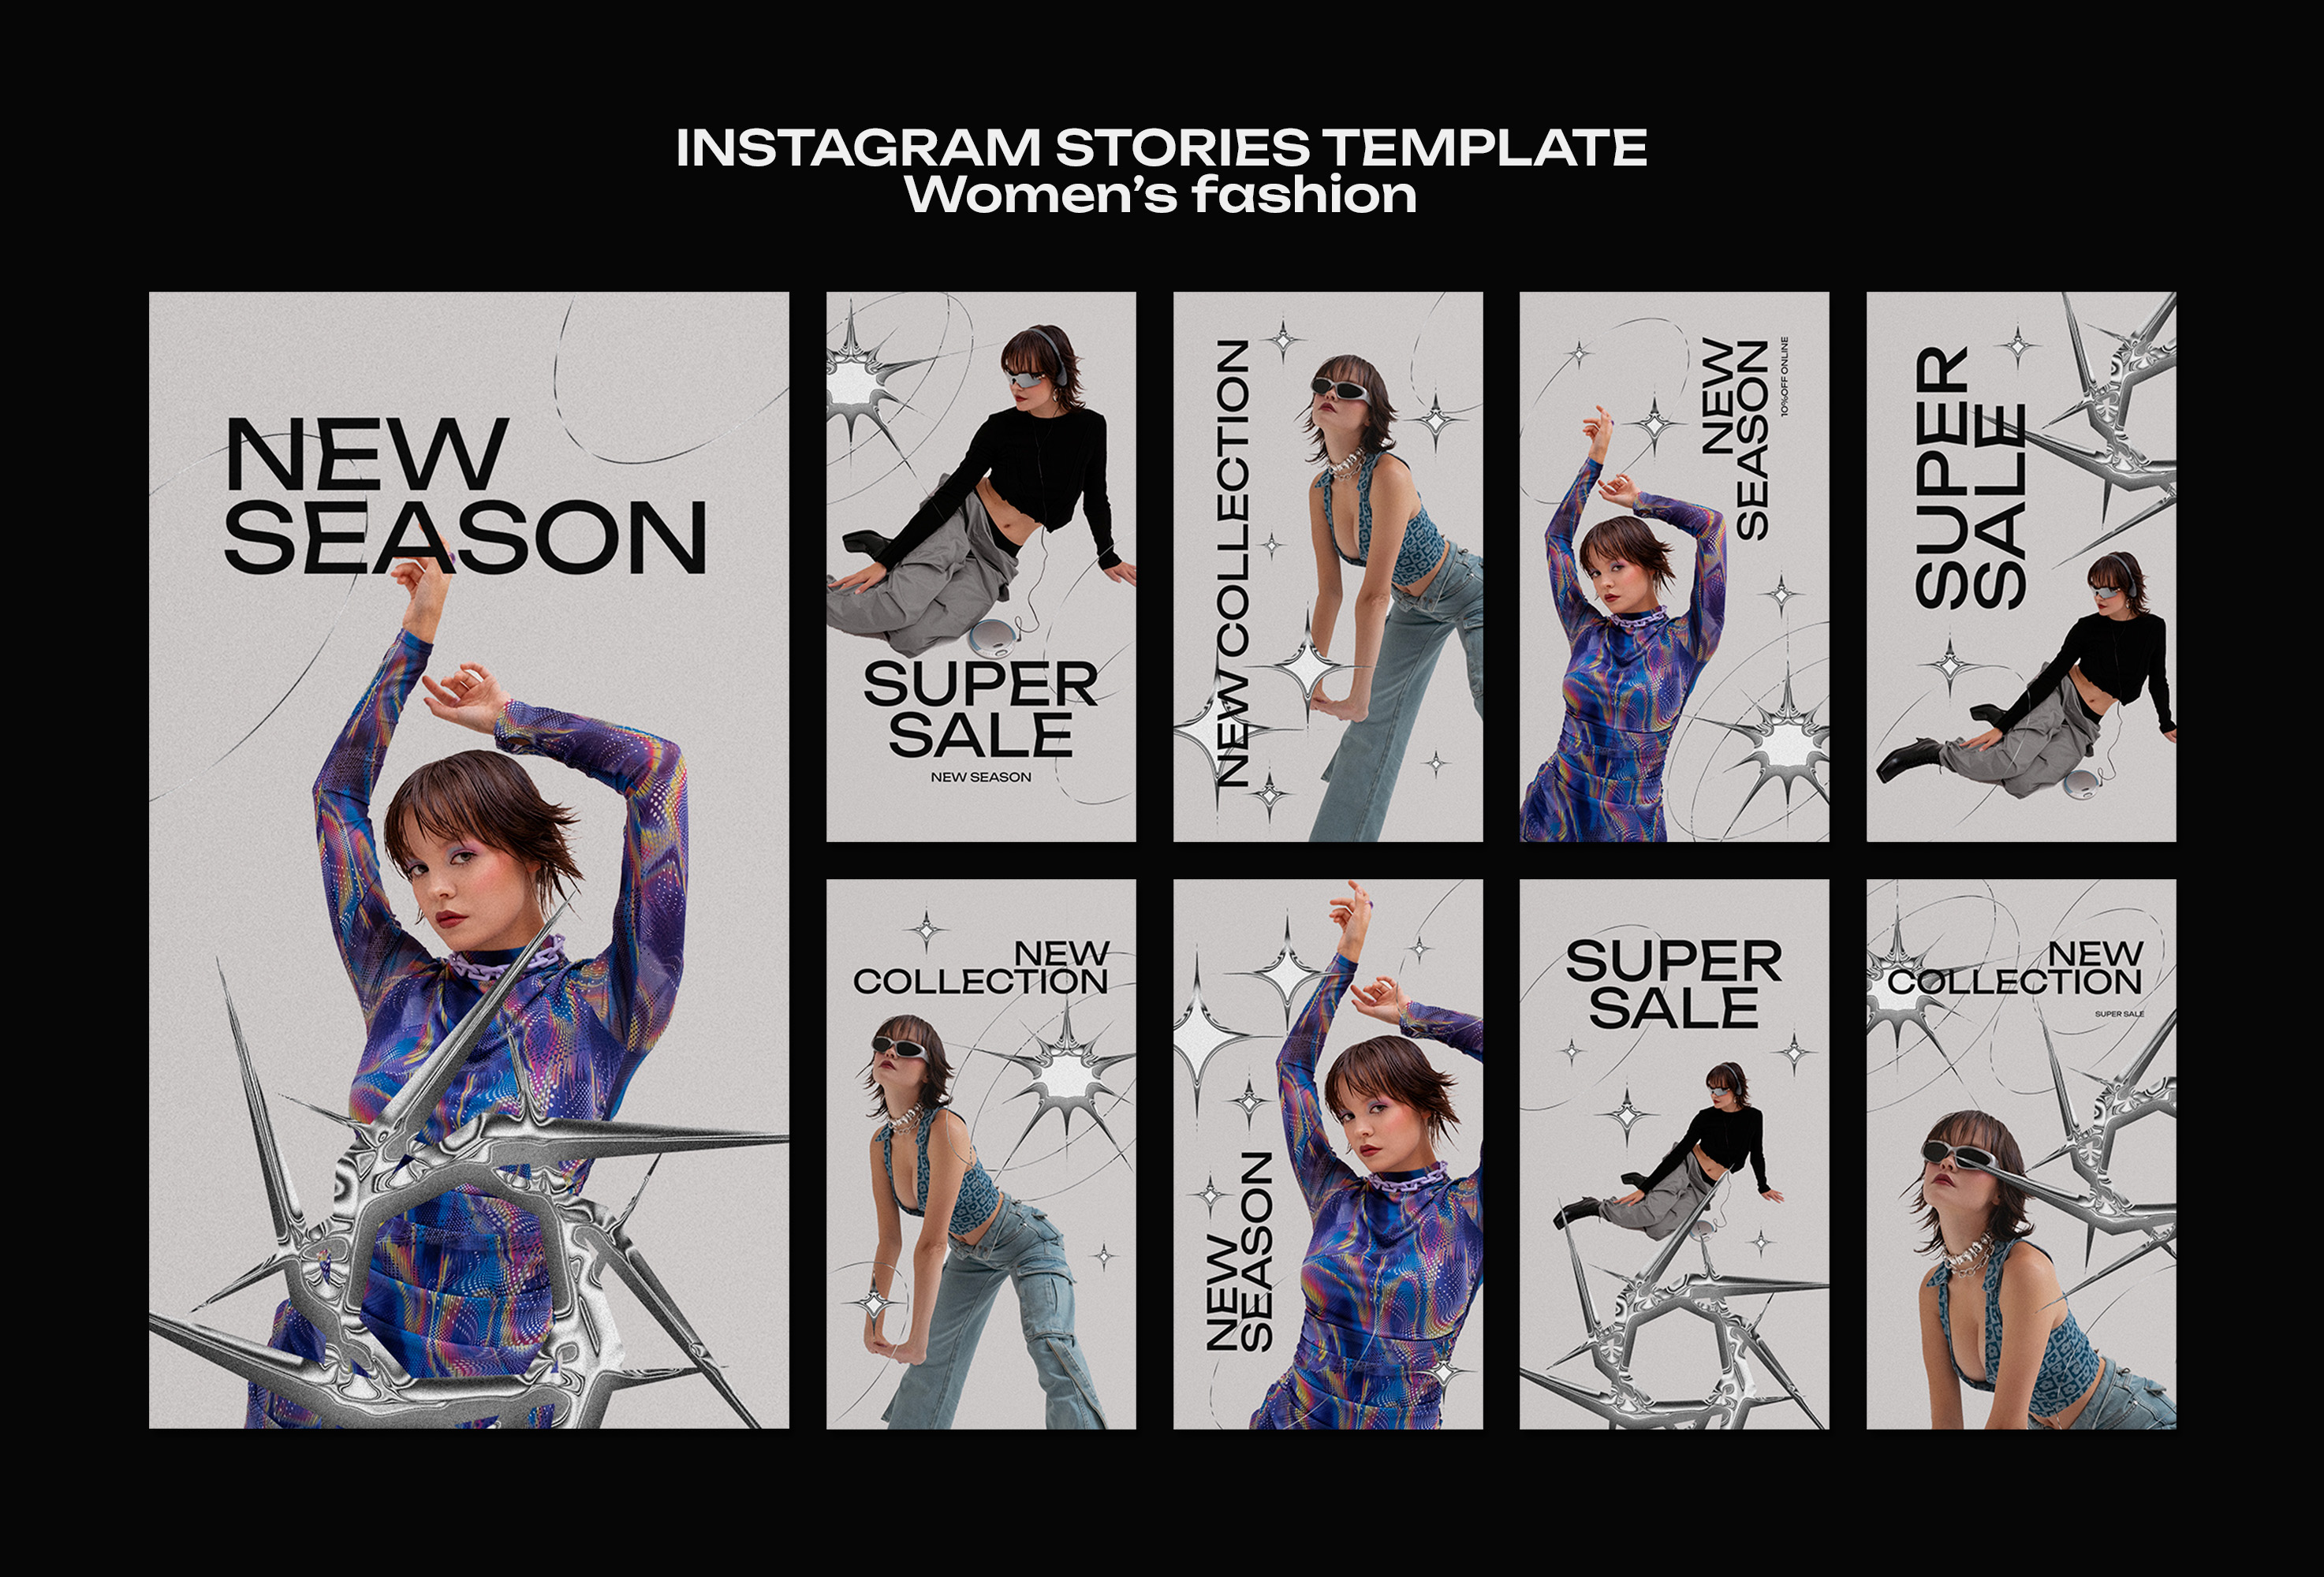 INSTAGRAM STORIES TEMPLATE
Women’s fashion
NEW
SEASON
SUPER
SALE
NEW SEASON
NEW COLLECTION
NEW
SEASON
10%OFF ONLINE
SUPER
SALE
NEW
COLLECTION
NEW
SEASON
SUPER
SALE
NEW
COLLECTION
SUPER SALE